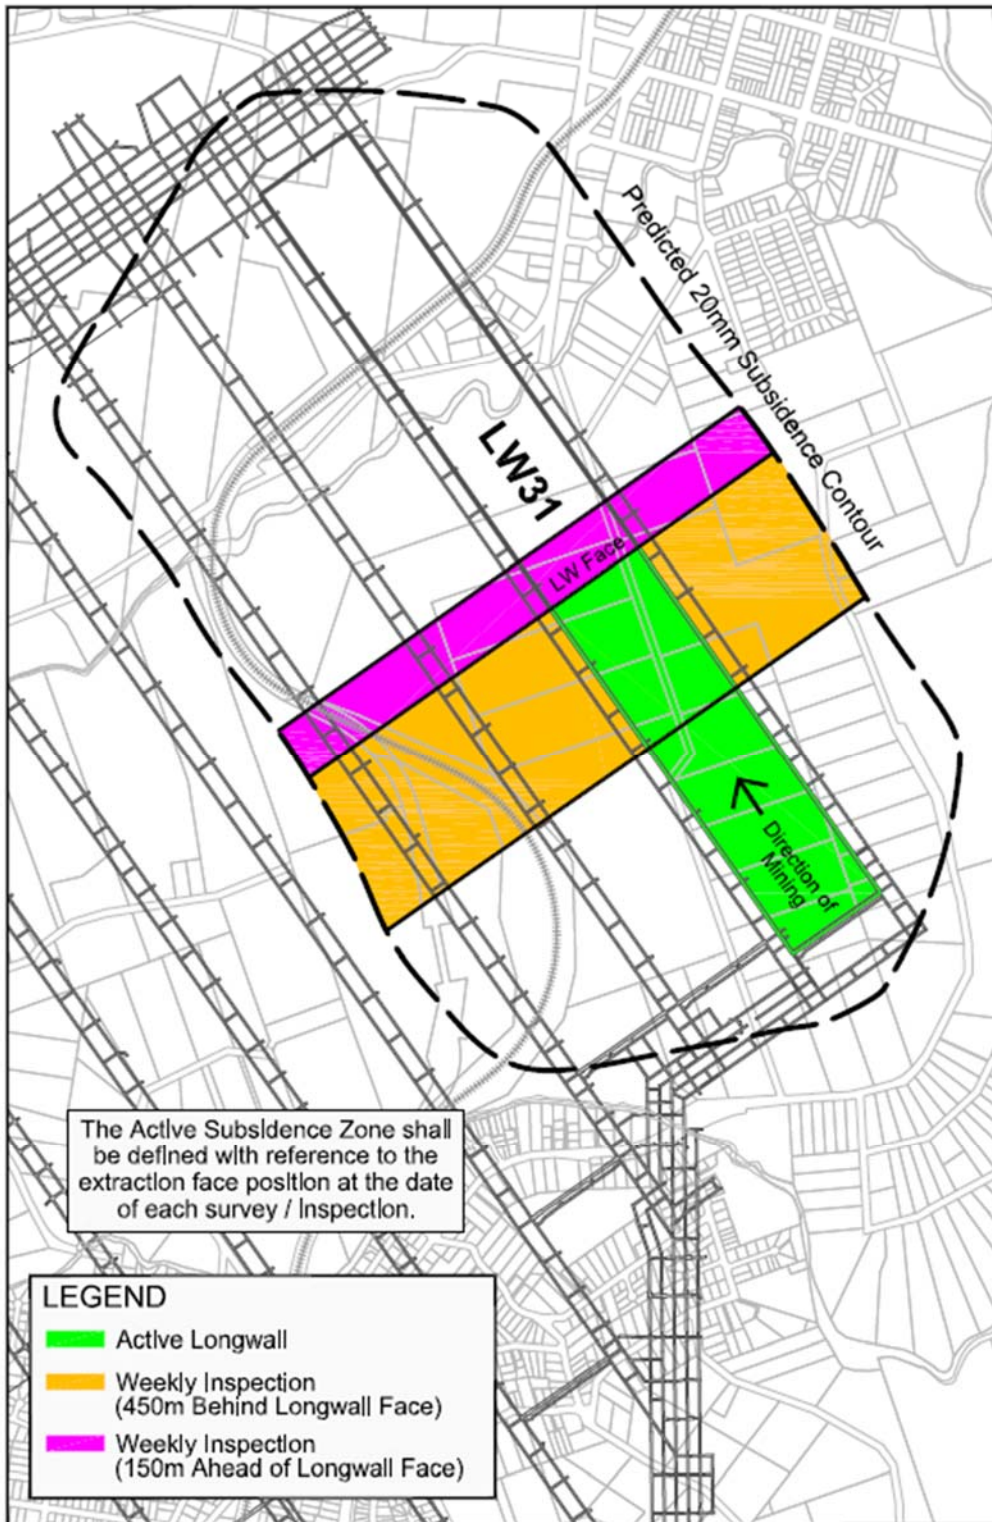 Predicted 20mm Subsidence Contour
LW31
LW Face
Direction of
Mining
The Active Subsidence Zone shall
be defined with reference to the
extraction face position at the date
of each survey / Inspection.
LEGEND
Active Longwall
Weekly Inspection
(450m Behind Longwall Face)
Weekly Inspection
(150m Ahead of Longwall Face)